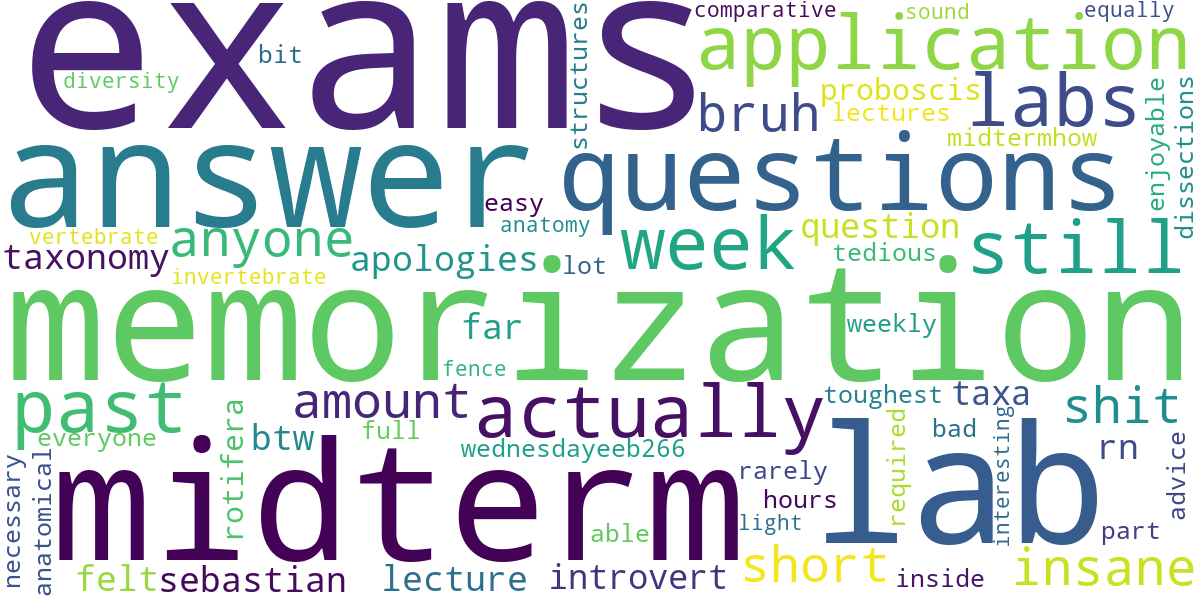 exams
comparative
sound
equally
bit
diversity
structures
application
proboscis
labs
bruh
lectures
midtermhow
enjoyable
dissections
answer
questions
easy
anatomy
vertebrate
taxonomy
anyone
invertebrate
apologies
lot
week
question
tedious
still
memorization
far
weekly
fence
past
amount
actually
toughest
taxa
shit
everyone
rotifera
btw
full
wednesdayeeb266
bad
rn
interesting
required
advice
necessary
anatomical
midterm
lab
rarely
hours
light
able
part
felt
sebastian
lecture
introvert
short
inside
insane